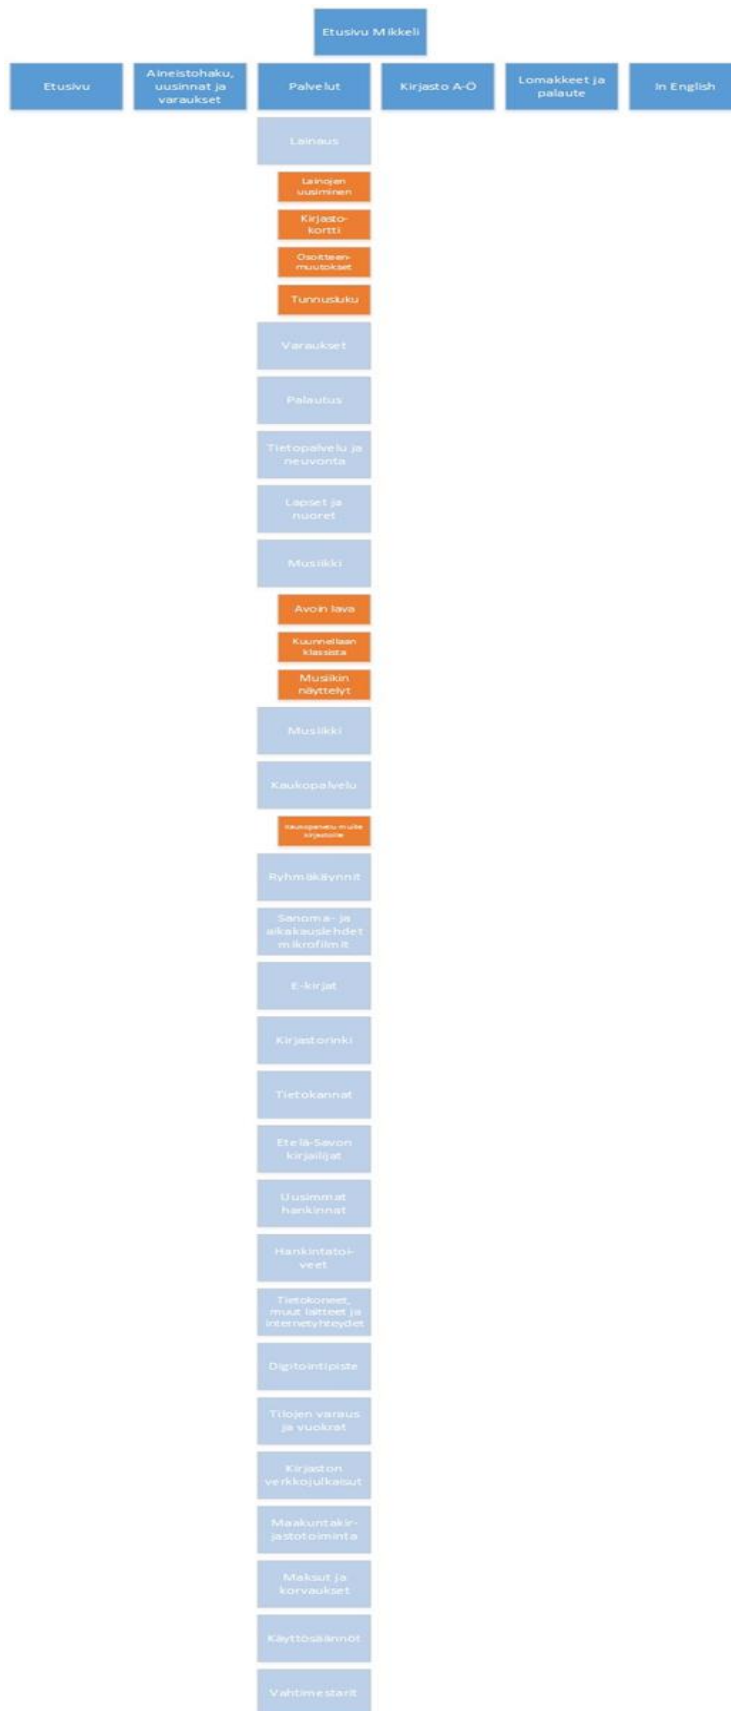 Etusivu Mikkeli
Etusivu
Aineistohaku,
uusinnat ja
varaukset
Palvelut
Kirjasto A-Ö
Lomakkeet ja
palaute
In English
Lainaus
Lainojen
uusiminen
Kirjasto-
kortti
Osoitteen-
muutokset
Tunnusluku
Varaukset
Palautus
Tietopalvelu ja
neuvonta
Lapset ja
nuoret
Musiikki
Avoin lava
Kuunnellaan
klassista
Musiikin
näyttelyt
Musiikki
Kaukopalvelu
Kaukopalvelu muille
kirjastoille
Ryhmäkäynnit
Sanoma- ja
aikakauslehdet
mikrofilmit
E-kirjat
Kirjastorinki
Tietokannat
Etelä-Savon
kirjailijat
Uusimmat
hankinnat
Hankintatoi-
veet
Tietokoneet,
muut laitteet ja
internetyhteydet
Digitointipiste
Tilojen varaus
ja vuokrat
Kirjaston
verkkojulkaisut
Maakuntakir-
jastotoiminta
Maksut ja
korvaukset
Käyttösäännöt
Vahtimestarit